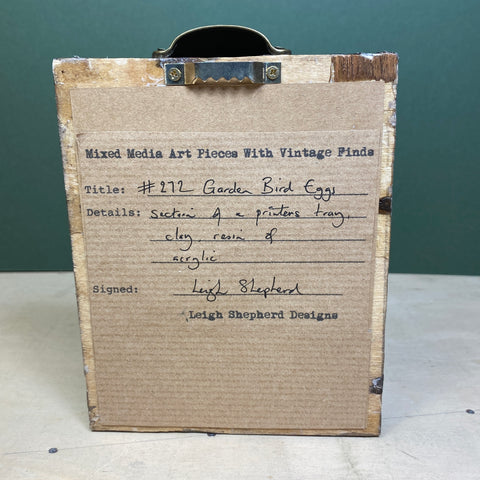 Mixed Media Art Pieces With Vintage Finds
Title: #272 Garden Bird Eggs
Details: section of a printers tray,
clay, resin &
acrylic
Signed: Leigh Shepherd
Leigh Shepherd Designs